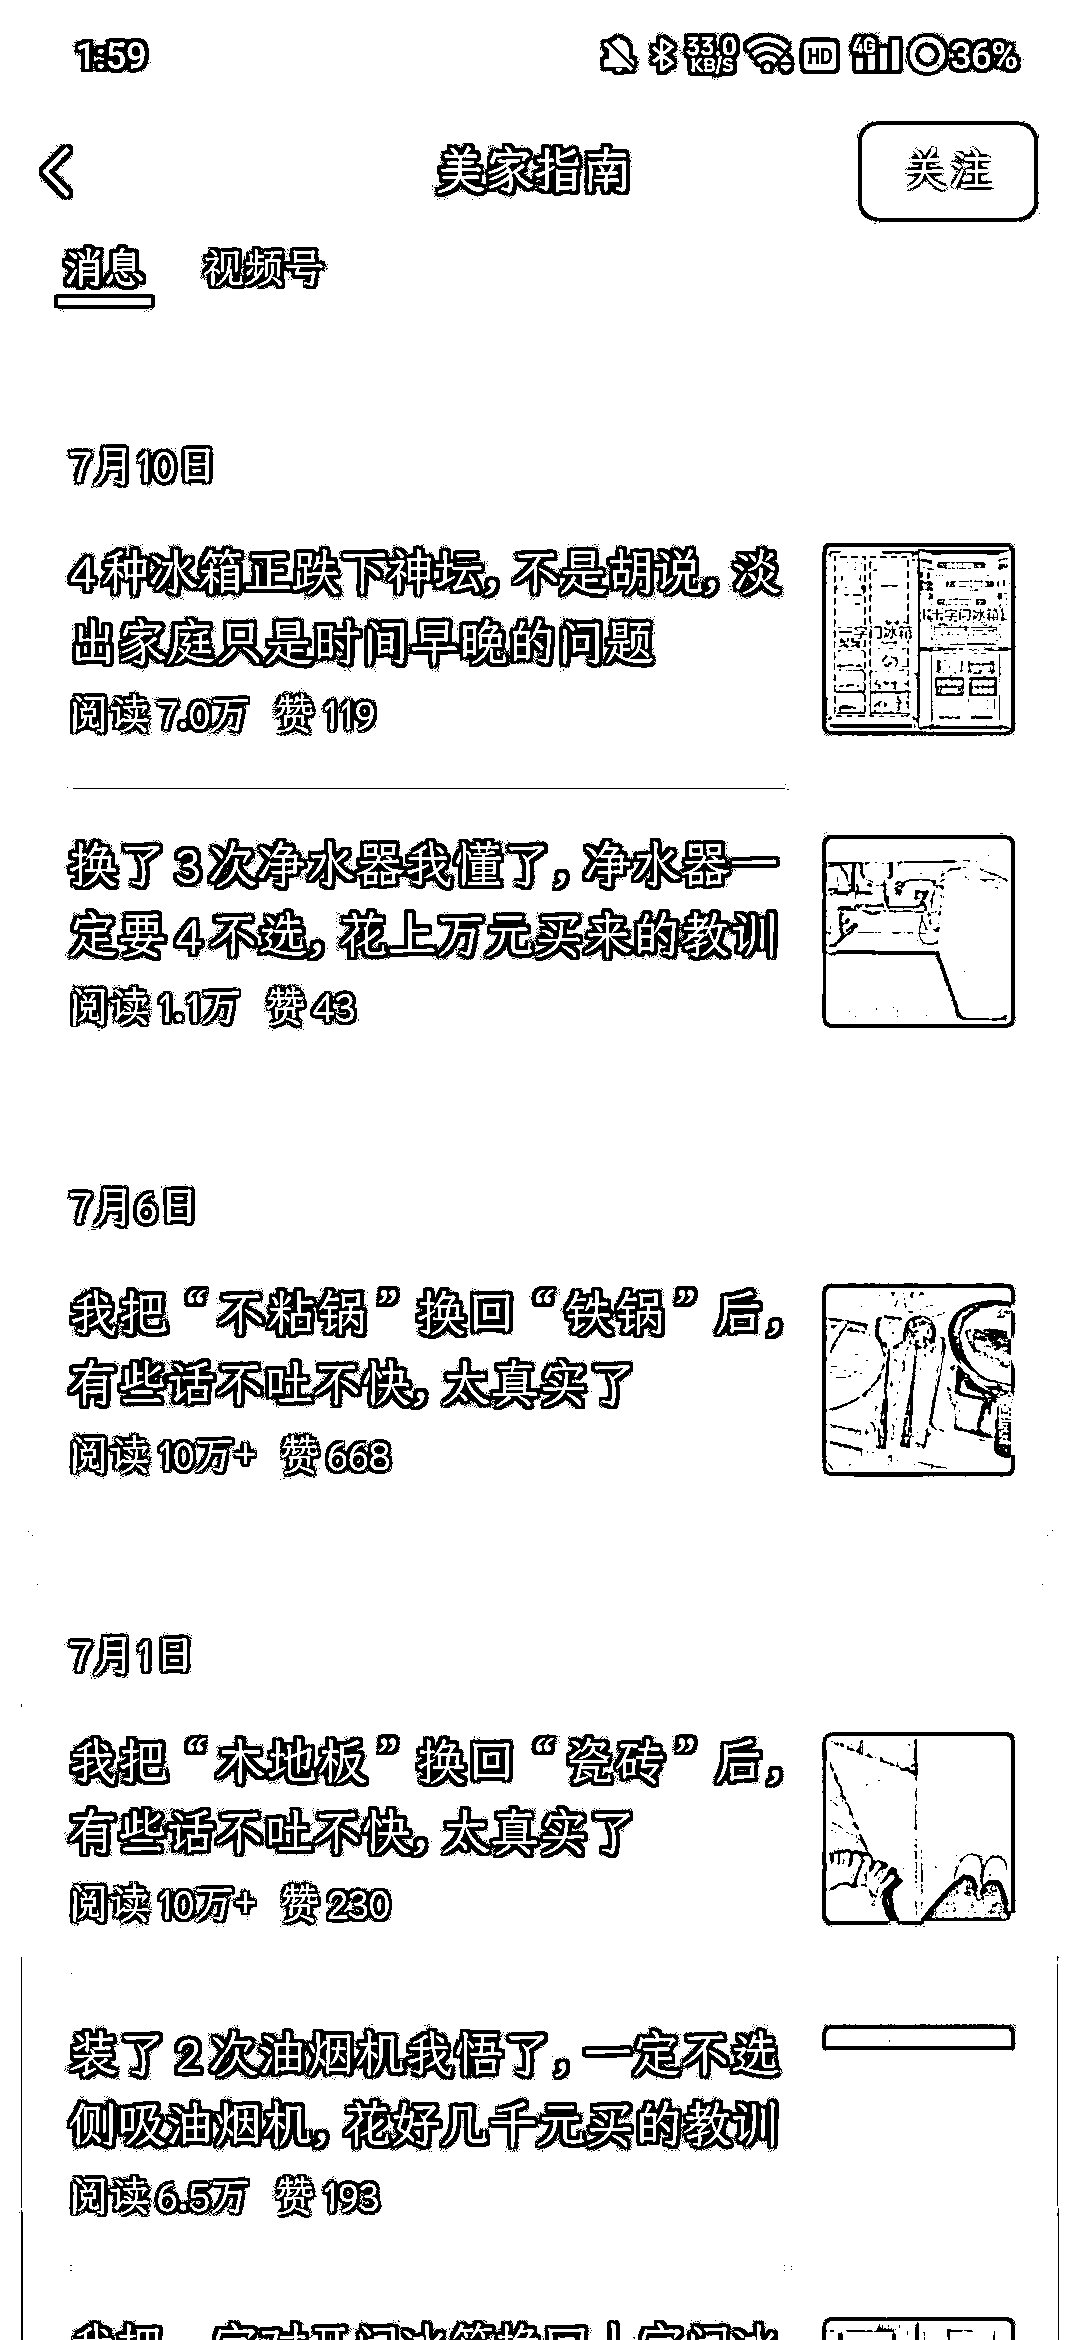 1:59 33.0 KB/S HD 4G 36%
美家指南 关注
消息 视频号
7月10日
4种冰箱正跌下神坛，不是胡说，淡
出家庭只是时间早晚的问题
阅读 7.0万 赞 119
换了3次净水器我懂了，净水器一
定要4不选，花上万元买来的教训
阅读 1.1万 赞 43
7月6日
我把“不粘锅”换回“铁锅”后，
有些话不吐不快，太真实了
阅读 10万+ 赞 668
7月1日
我把“木地板”换回“瓷砖”后，
有些话不吐不快，太真实了
阅读 10万+ 赞 230
装了2次油烟机我悟了，一定不选
侧吸油烟机，花好几千元买的教训
阅读 6.5万 赞 193